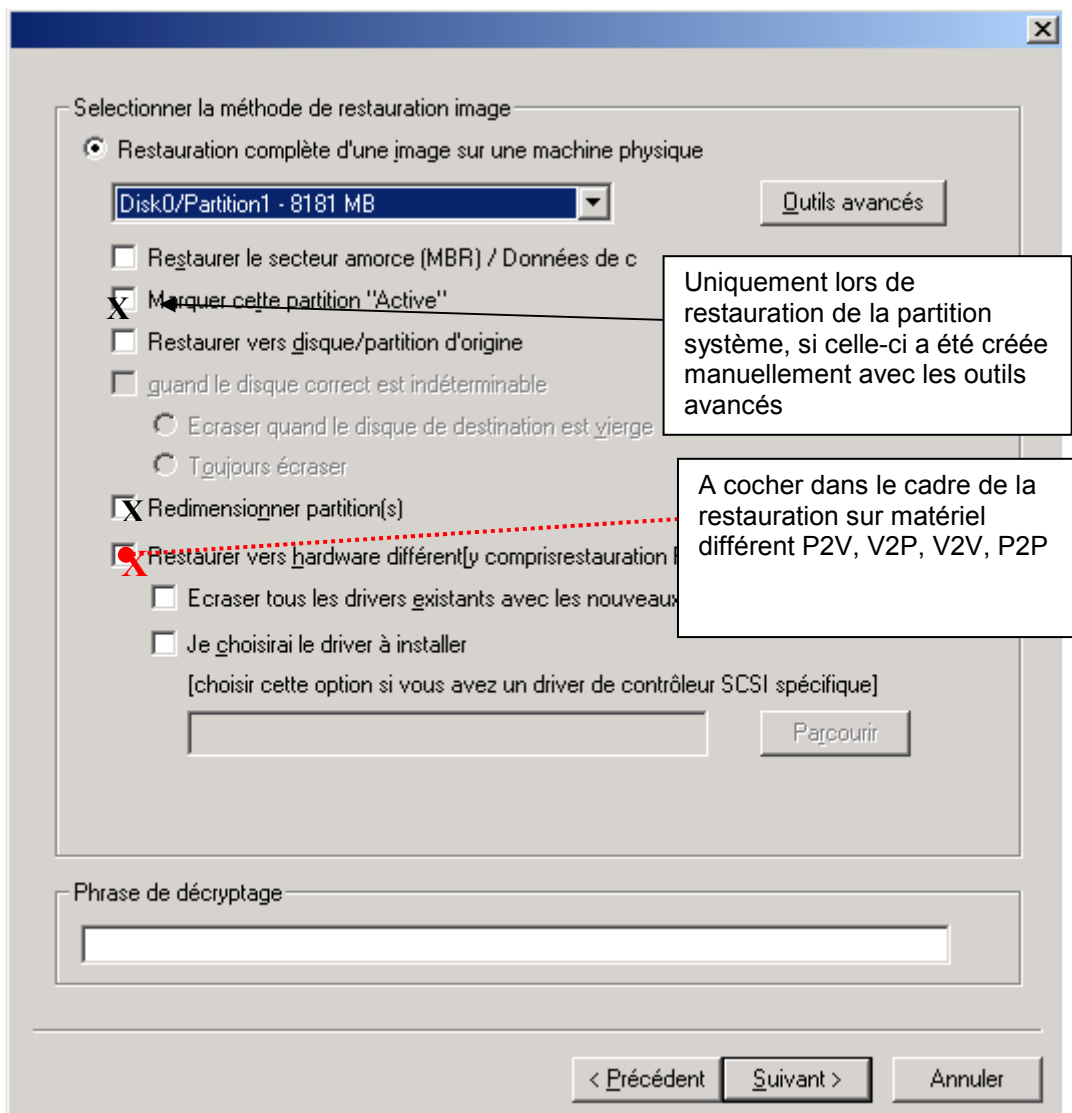 Selectionner la méthode de restauration image
Restauration complète d'une image sur une machine physique
Disk0/Partition1 - 8181 MB
Outils avancés
Restaurer le secteur amorce (MBR) / Données de c
X Marquer cette partition "Active"
Uniquement lors de
restauration de la partition
système, si celle-ci a été créée
manuellement avec les outils
avancés
Restaurer vers disque/partition d'origine
quand le disque correct est indéterminable
Ecraser quand le disque de destination est vierge
Toujours écraser
X Redimensionner partition(s)
A cocher dans le cadre de la
restauration sur matériel
différent P2V, V2P, V2V, P2P
X Restaurer vers hardware différent[y comprisrestauration
Ecraser tous les drivers existants avec les nouveaux
Je choisirai le driver à installer
[choisir cette option si vous avez un driver de contrôleur SCSI spécifique]
Parcourir
Phrase de décryptage
< Précédent
Suivant >
Annuler